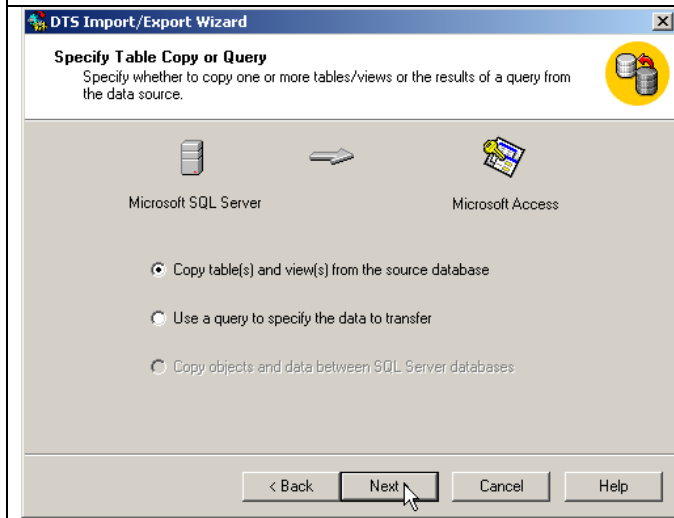 DTS Import/Export Wizard
Specify Table Copy or Query
Specify whether to copy one or more tables/views or the results of a query from
the data source.
Microsoft SQL Server
Microsoft Access
Copy table(s) and view(s) from the source database
Use a query to specify the data to transfer
Copy objects and data between SQL Server databases
< Back
Next
Cancel
Help